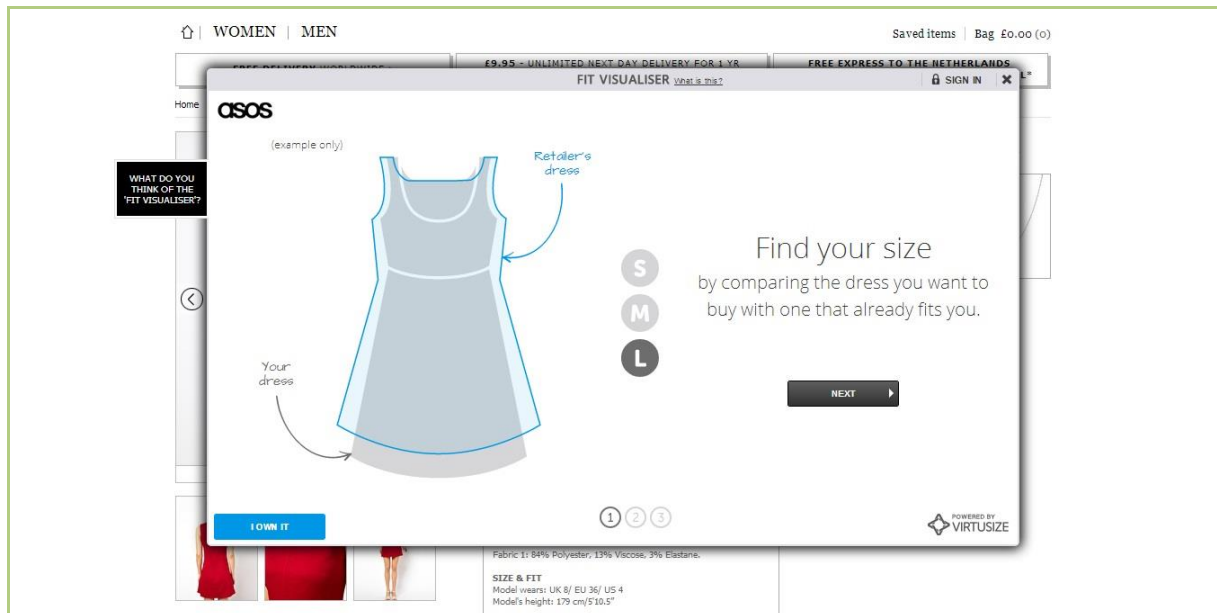 WOMEN | MEN
Saved items | Bag £0.00 (0)
FREE DELIVERY WORLDWIDE
£9.95 - UNLIMITED NEXT DAY DELIVERY FOR 1 YR
FREE EXPRESS TO THE NETHERLANDS
FIT VISUALISER What is this?
SIGN IN
Home
asos
(example only)
Retailer's
dress
WHAT DO YOU
THINK OF THE
'FIT VISUALISER'?
S
M
L
Find your size
by comparing the dress you want to
buy with one that already fits you.
NEXT
Your
dress
I OWN IT
1 2 3
POWERED BY
VIRTUSIZE
Fabric 1: 84% Polyester, 13% Viscose, 3% Elastane.
SIZE & FIT
Model wears: UK 8/ EU 36/ US 4
Model's height: 179 cm/5'10.5"